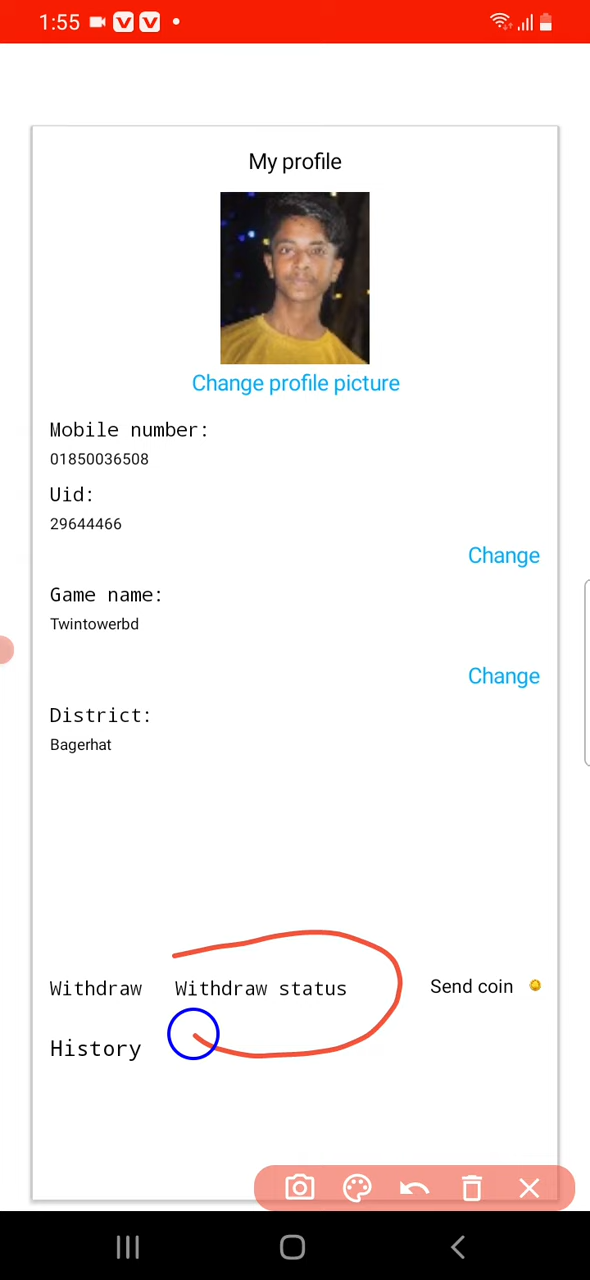 1:55
My profile
Change profile picture
Mobile number:
01850036508
Uid:
29644466
Change
Game name:
Twintowerbd
Change
District:
Bagerhat
Withdraw Withdraw status Send coin
History